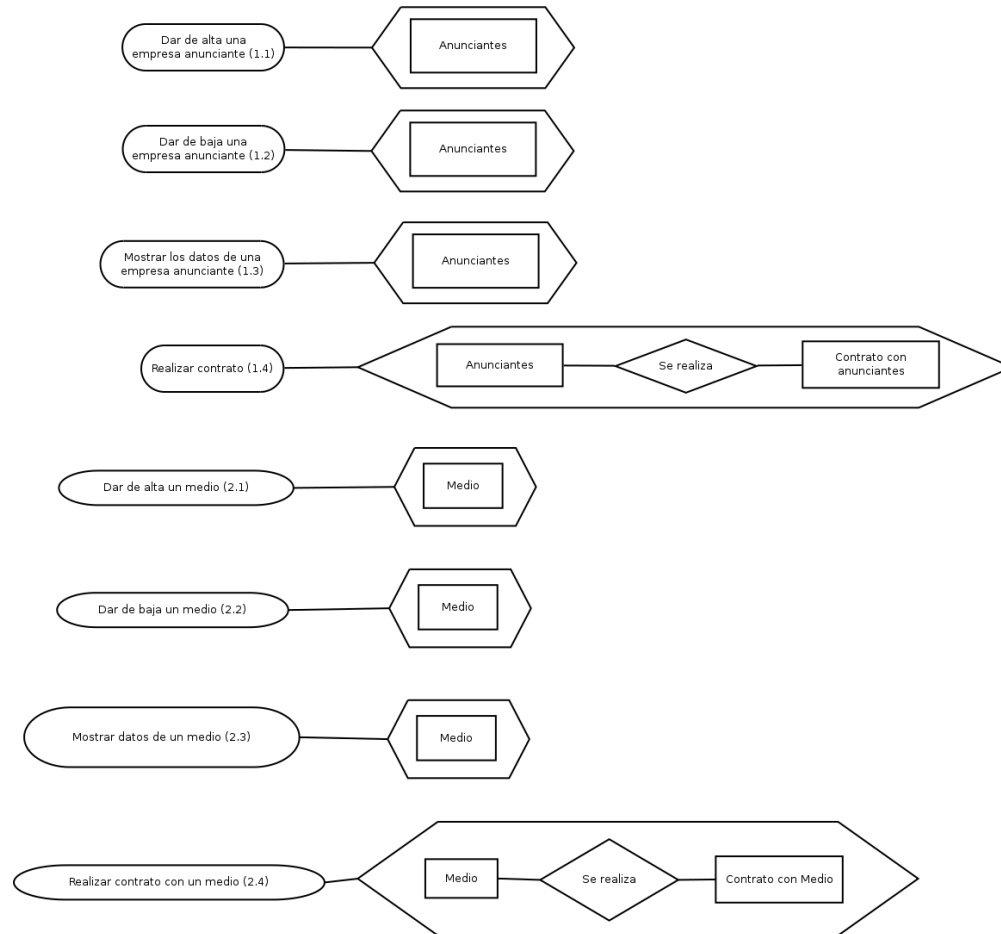 Dar de alta una
empresa anunciante (1.1)
Anunciantes
Dar de baja una
empresa anunciante (1.2)
Anunciantes
Mostrar los datos de una
empresa anunciante (1.3)
Anunciantes
Realizar contrato (1.4)
Anunciantes
Se realiza
Contrato con
anunciantes
Dar de alta un medio (2.1)
Medio
Dar de baja un medio (2.2)
Medio
Mostrar datos de un medio (2.3)
Medio
Realizar contrato con un medio (2.4)
Medio
Se realiza
Contrato con Medio